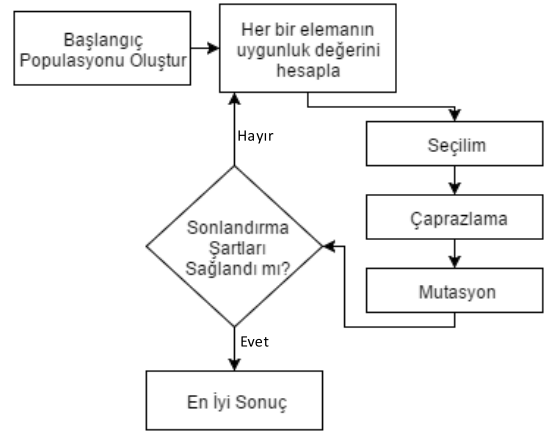 Başlangıç
Populasyonu Oluştur
Her bir elemanın
uygunluk değerini
hesapla
Seçilim
Çaprazlama
Mutasyon
Hayır
Sonlandırma
Şartları
Sağlandı mı?
Evet
En İyi Sonuç